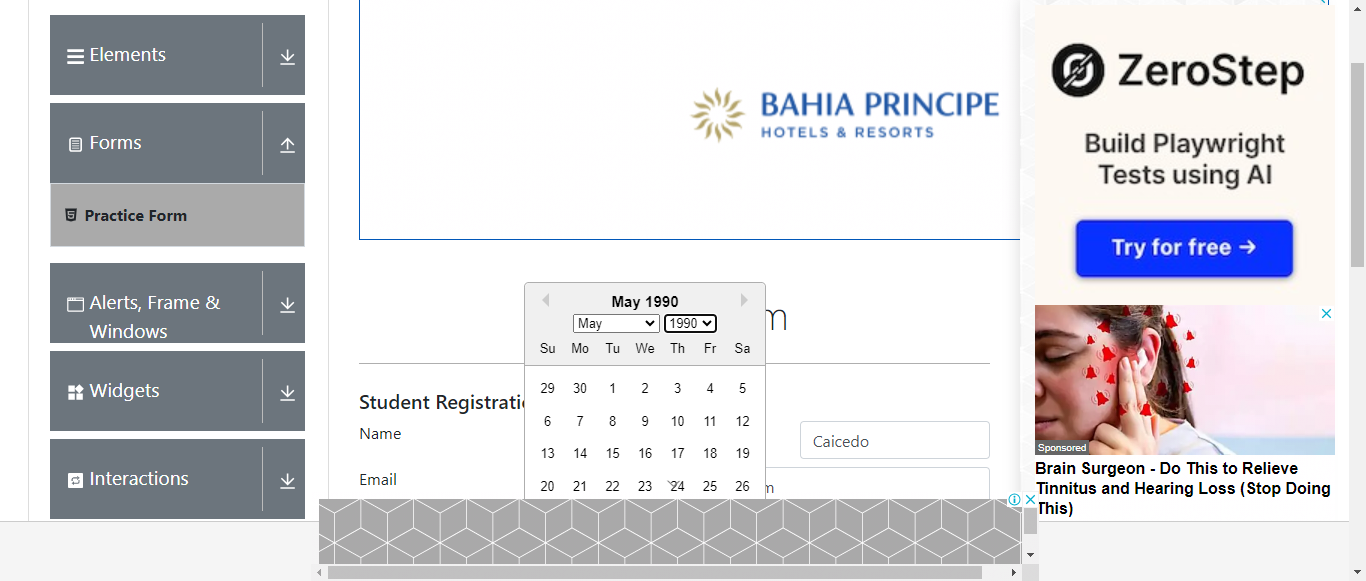 Elements
Forms
Practice Form
Alerts, Frame &
Windows
Widgets
Interactions
BAHIA PRINCIPE
HOTELS & RESORTS
m
May 1990
May
1990
Su Mo Tu We Th Fr Sa
29 30 1 2 3 4 5
6 7 8 9 10 11 12
13 14 15 16 17 18 19
20 21 22 23 24 25 26
Student Registrati
Name
Caicedo
Email
m
ZeroStep
Build Playwright
Tests using AI
Try for free →
Sponsored
Brain Surgeon - Do This to Relieve
Tinnitus and Hearing Loss (Stop Doing
This)